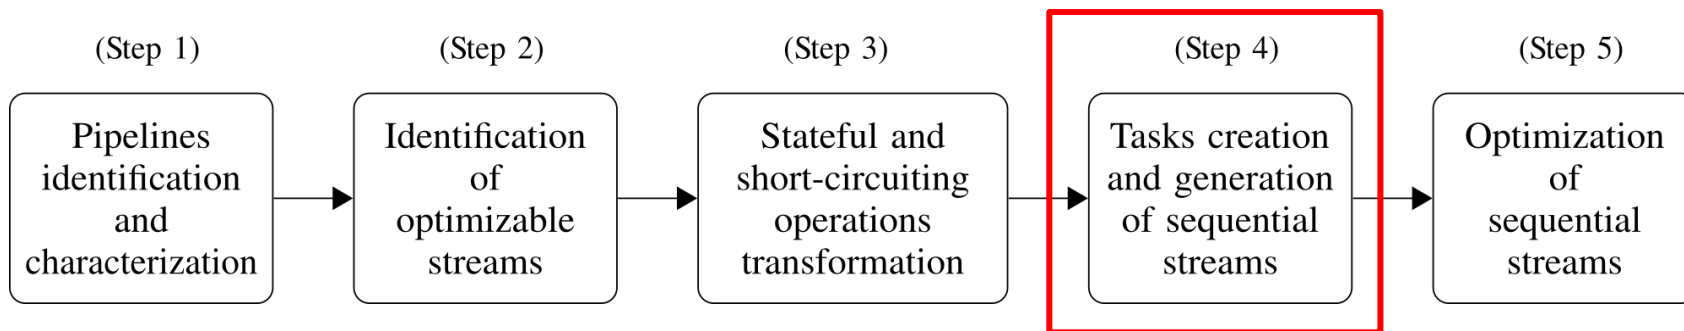 (Step 1)
Pipelines
identification
and
characterization
(Step 2)
Identification
of
optimizable
streams
(Step 3)
Stateful and
short-circuiting
operations
transformation
(Step 4)
Tasks creation
and generation
of sequential
streams
(Step 5)
Optimization
of
sequential
streams